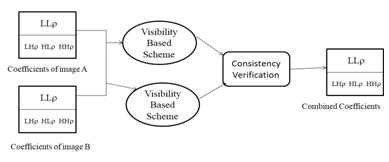 LLρ
LHρ HLρ HHρ
Coefficients of image A
LLρ
LHρ HLρ HHρ
Coefficients of image B
Visibility
Based
Scheme
Visibility
Based
Scheme
Consistency
Verification
LLρ
LHρ HLρ HHρ
Combined Coefficients